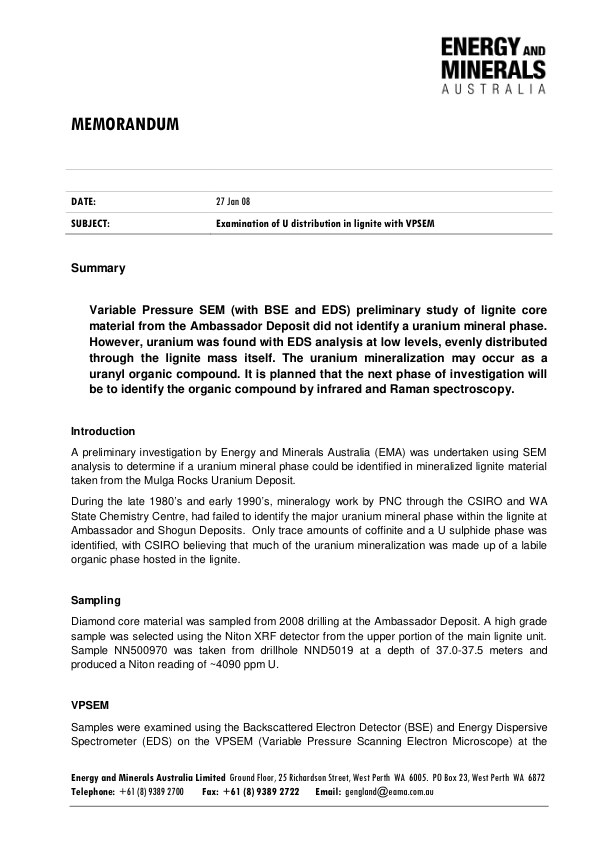 ENERGY AND
MINERALS
AUSTRALIA
MEMORANDUM
DATE: 27 Jan 08
SUBJECT: Examination of U distribution in lignite with VPSEM
Summary
Variable Pressure SEM (with BSE and EDS) preliminary study of lignite core
material from the Ambassador Deposit did not identify a uranium mineral phase.
However, uranium was found with EDS analysis at low levels, evenly distributed
through the lignite mass itself. The uranium mineralization may occur as a
uranyl organic compound. It is planned that the next phase of investigation will
be to identify the organic compound by infrared and Raman spectroscopy.
Introduction
A preliminary investigation by Energy and Minerals Australia (EMA) was undertaken using SEM
analysis to determine if a uranium mineral phase could be identified in mineralized lignite material
taken from the Mulga Rocks Uranium Deposit.
During the late 1980's and early 1990's, mineralogy work by PNC through the CSIRO and WA
State Chemistry Centre, had failed to identify the major uranium mineral phase within the lignite at
Ambassador and Shogun Deposits. Only trace amounts of coffinite and a U sulphide phase was
identified, with CSIRO believing that much of the uranium mineralization was made up of a labile
organic phase hosted in the lignite.
Sampling
Diamond core material was sampled from 2008 drilling at the Ambassador Deposit. A high grade
sample was selected using the Niton XRF detector from the upper portion of the main lignite unit.
Sample NN500970 was taken from drillhole NND5019 at a depth of 37.0-37.5 meters and
produced a Niton reading of ~4090 ppm U.
VPSEM
Samples were examined using the Backscattered Electron Detector (BSE) and Energy Dispersive
Spectrometer (EDS) on the VPSEM (Variable Pressure Scanning Electron Microscope) at the
Energy and Minerals Australia Limited Ground Floor, 25 Richardson Street, West Perth WA 6005. PO Box 23, West Perth WA 6872
Telephone: +61 (8) 9389 2700 Fax: +61 (8) 9389 2722 Email: gengland@eama.com.au